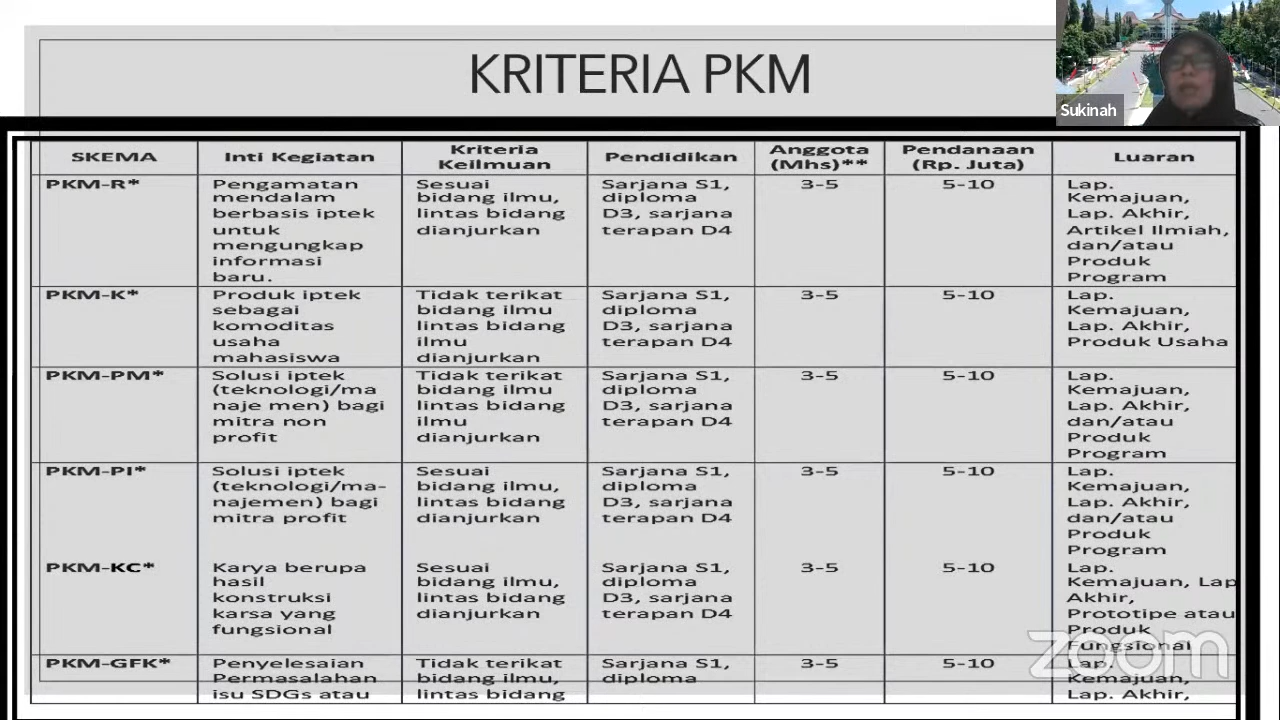 KRITERIA PKM
Sukinah
SKEMA
Inti Kegiatan
Kriteria
Keilmuan
Pendidikan
Anggota
(Mhs)**
Pendanaan
(Rp. Juta)
Luaran
PKM-R*
Pengamatan
mendalam
berbasis iptek
untuk
mengungkap
informasi
baru.
Sesuai
bidang ilmu,
lintas bidang
dianjurkan
Sarjana S1,
diploma
D3, sarjana
terapan D4
3-5
5-10
Lap.
Kemajuan,
Lap. Akhir,
Artikel Ilmiah,
dan/atau
Produk
Program
PKM-K*
Produk iptek
sebagai
komoditas
usaha
mahasiswa
Tidak terikat
bidang ilmu
lintas bidang
ilmu
dianjurkan
Sarjana S1,
diploma
D3, sarjana
terapan D4
3-5
5-10
Lap.
Kemajuan,
Lap. Akhir,
Produk Usaha
PKM-PM*
Solusi iptek
(teknologi/ma
naje men) bagi
mitra non
profit
Tidak terikat
bidang ilmu
lintas bidang
ilmu
dianjurkan
Sarjana S1,
diploma
D3, sarjana
terapan D4
3-5
5-10
Lap.
Kemajuan,
Lap. Akhir,
dan/atau
Produk
Program
PKM-PI*
Solusi iptek
(teknologi/ma-
najemen) bagi
mitra profit
Sesuai
bidang ilmu,
lintas bidang
dianjurkan
Sarjana S1,
diploma
D3, sarjana
terapan D4
3-5
5-10
Lap.
Kemajuan,
Lap. Akhir,
dan/atau
Produk
Program
PKM-KC*
Karya berupa
hasil
konstruksi
karsa yang
fungsional
Sesuai
bidang ilmu,
lintas bidang
dianjurkan
Sarjana S1,
diploma
D3, sarjana
terapan D4
3-5
5-10
Lap.
Kemajuan, Lap
Akhir,
Prototipe atau
Produk
Fungsional
PKM-GFK*
Penyelesaian
Permasalahan
isu SDGs atau
Tidak terikat
bidang ilmu,
lintas bidang
Sarjana S1,
diploma
3-5
5-10
Lap.
Kemajuan,
Lap. Akhir,
zoom